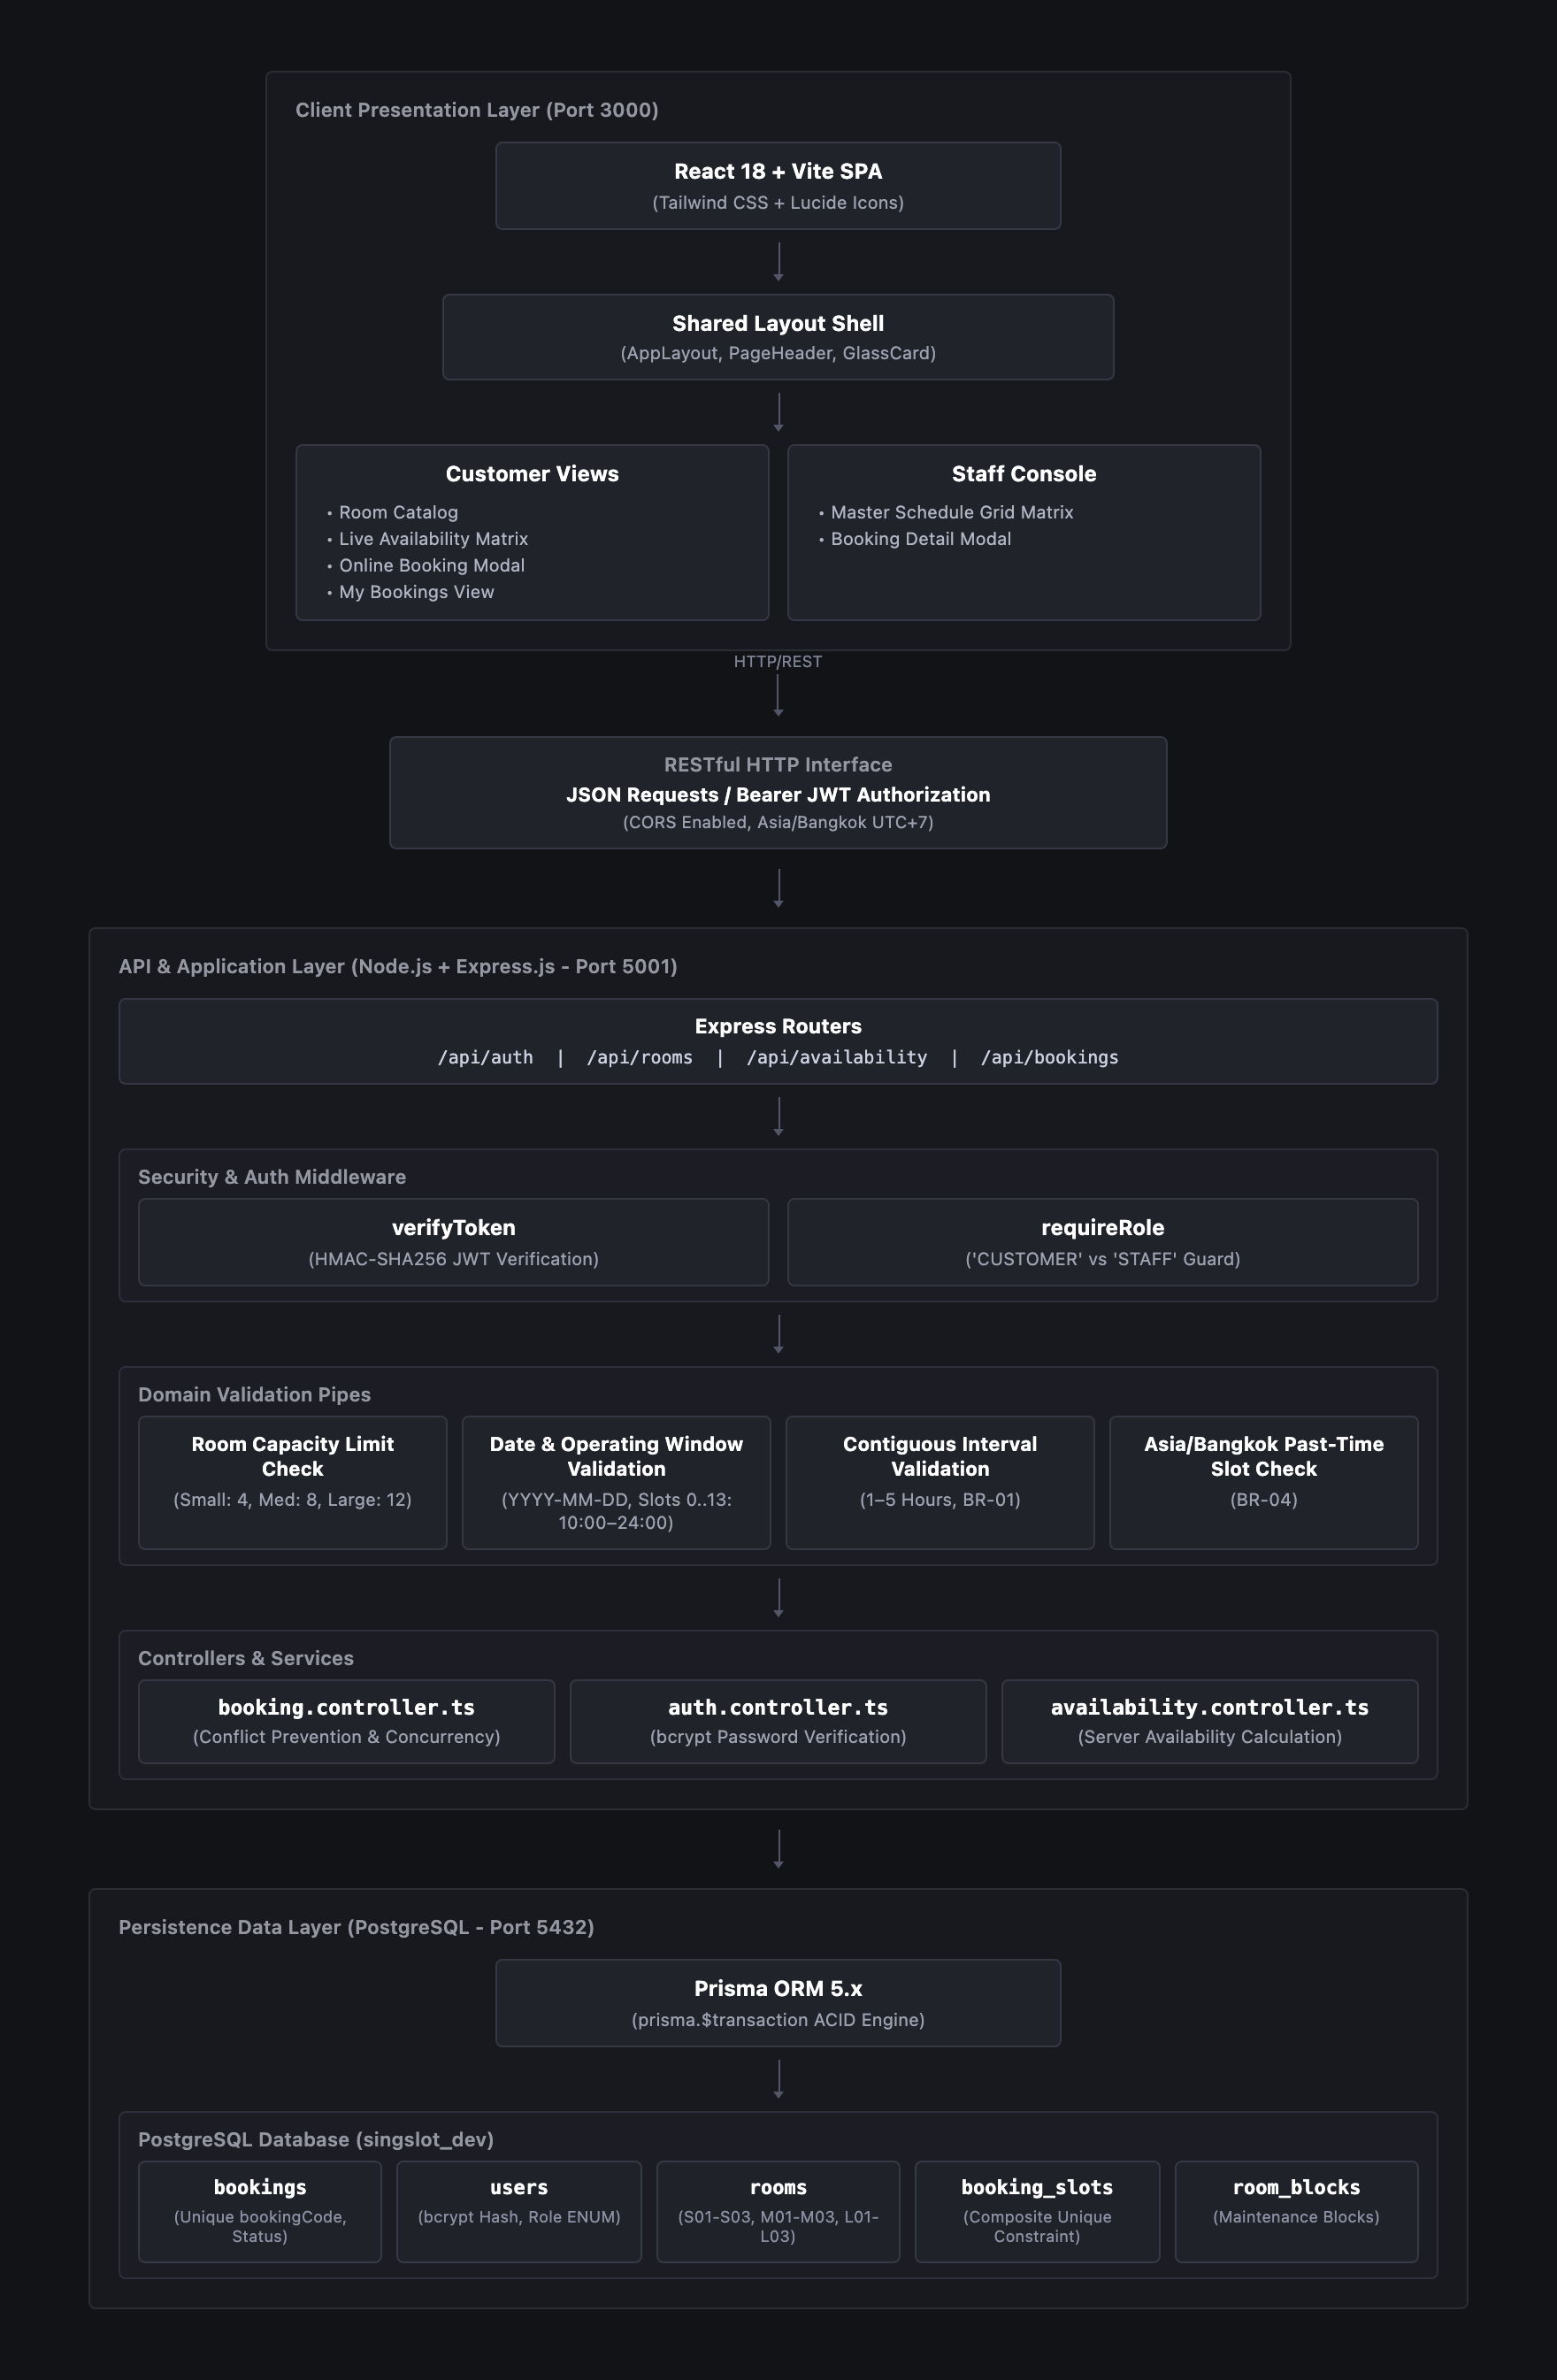 Client Presentation Layer (Port 3000)
React 18 + Vite SPA
(Tailwind CSS + Lucide Icons)
Shared Layout Shell
(AppLayout, PageHeader, GlassCard)
Customer Views
• Room Catalog
• Live Availability Matrix
• Online Booking Modal
• My Bookings View
Staff Console
• Master Schedule Grid Matrix
• Booking Detail Modal
HTTP/REST
RESTful HTTP Interface
JSON Requests / Bearer JWT Authorization
(CORS Enabled, Asia/Bangkok UTC+7)
API & Application Layer (Node.js + Express.js - Port 5001)
Express Routers
/api/auth | /api/rooms | /api/availability | /api/bookings
Security & Auth Middleware
verifyToken
(HMAC-SHA256 JWT Verification)
requireRole
('CUSTOMER' vs 'STAFF' Guard)
Domain Validation Pipes
Room Capacity Limit
Check
(Small: 4, Med: 8, Large: 12)
Date & Operating Window
Validation
(YYYY-MM-DD, Slots 0..13:
10:00–24:00)
Contiguous Interval
Validation
(1–5 Hours, BR-01)
Asia/Bangkok Past-Time
Slot Check
(BR-04)
Controllers & Services
booking.controller.ts
(Conflict Prevention & Concurrency)
auth.controller.ts
(bcrypt Password Verification)
availability.controller.ts
(Server Availability Calculation)
Persistence Data Layer (PostgreSQL - Port 5432)
Prisma ORM 5.x
(prisma.$transaction ACID Engine)
PostgreSQL Database (singslot_dev)
bookings
(Unique bookingCode,
Status)
users
(bcrypt Hash, Role ENUM)
rooms
(S01-S03, M01-M03, L01-
L03)
booking_slots
(Composite Unique
Constraint)
room_blocks
(Maintenance Blocks)